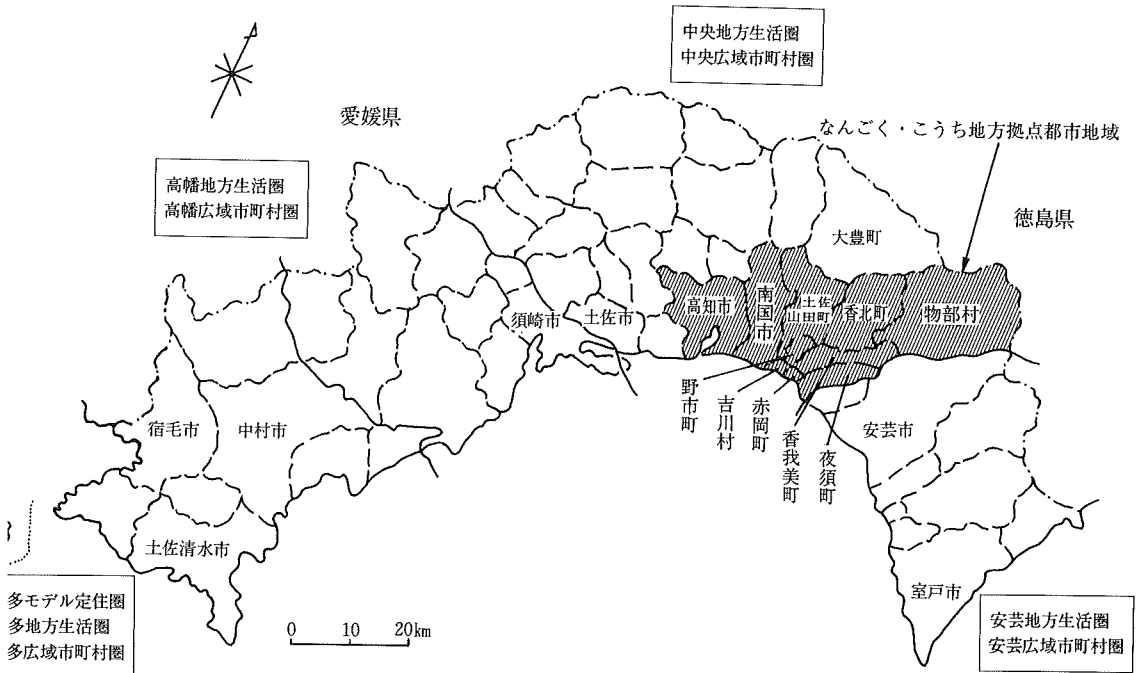 中央地方生活圏
中央広域市町村圏
愛媛県
なんごく・こうち地方拠点都市地域
高幡地方生活圏
高幡広域市町村圏
徳島県
大豊町
高知市
南国市
土佐
山田町
香北町
物部村
須崎市
土佐市
野市町
吉川村
赤岡町
香我美町
夜須町
安芸市
宿毛市
中村市
土佐清水市
室戸市
多モデル定住圏
多地方生活圏
多広域市町村圏
0 10 20km
安芸地方生活圏
安芸広域市町村圏